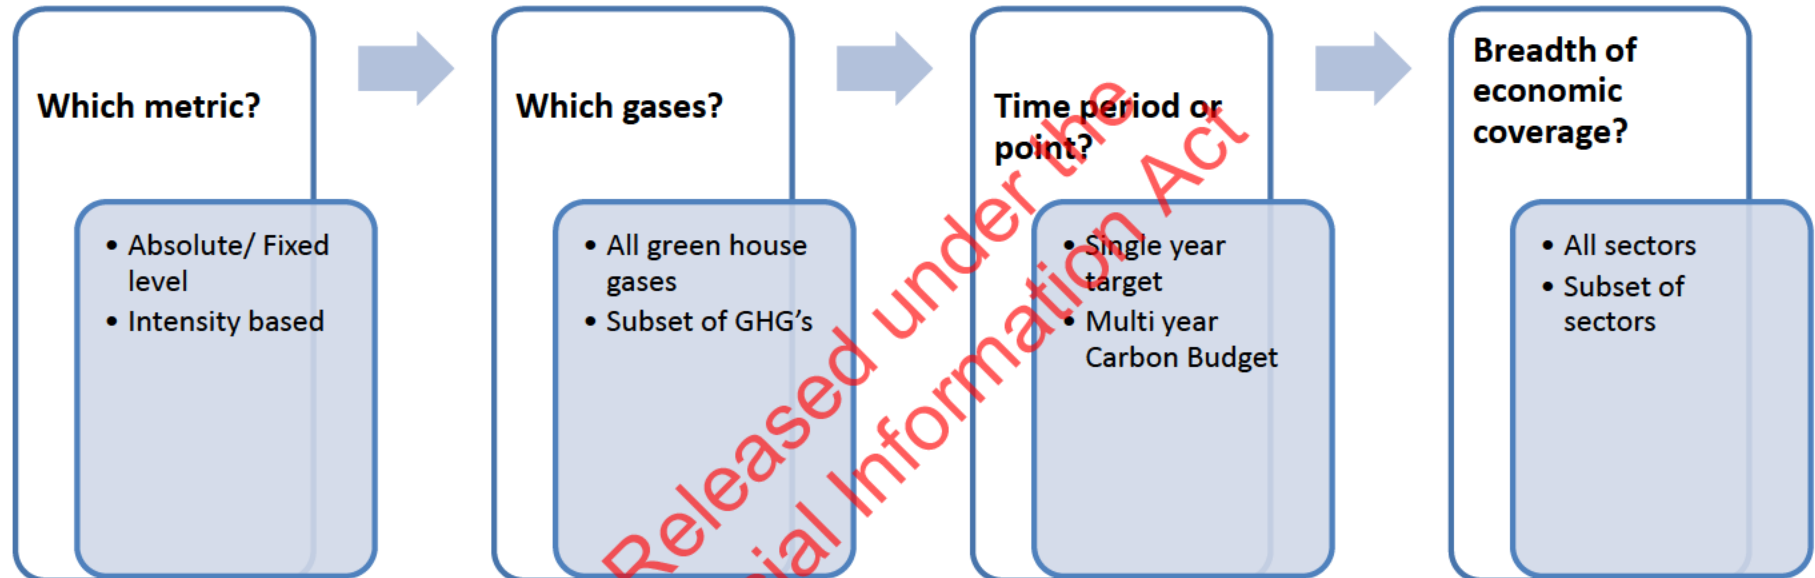 Which metric?
• Absolute/ Fixed
level
• Intensity based
Which gases?
• All green house
gases
• Subset of GHG's
Time period or
point?
• Single year
target
• Multi year
Carbon Budget
Breadth of
economic
coverage?
• All sectors
• Subset of
sectors
Released under the
Information Act